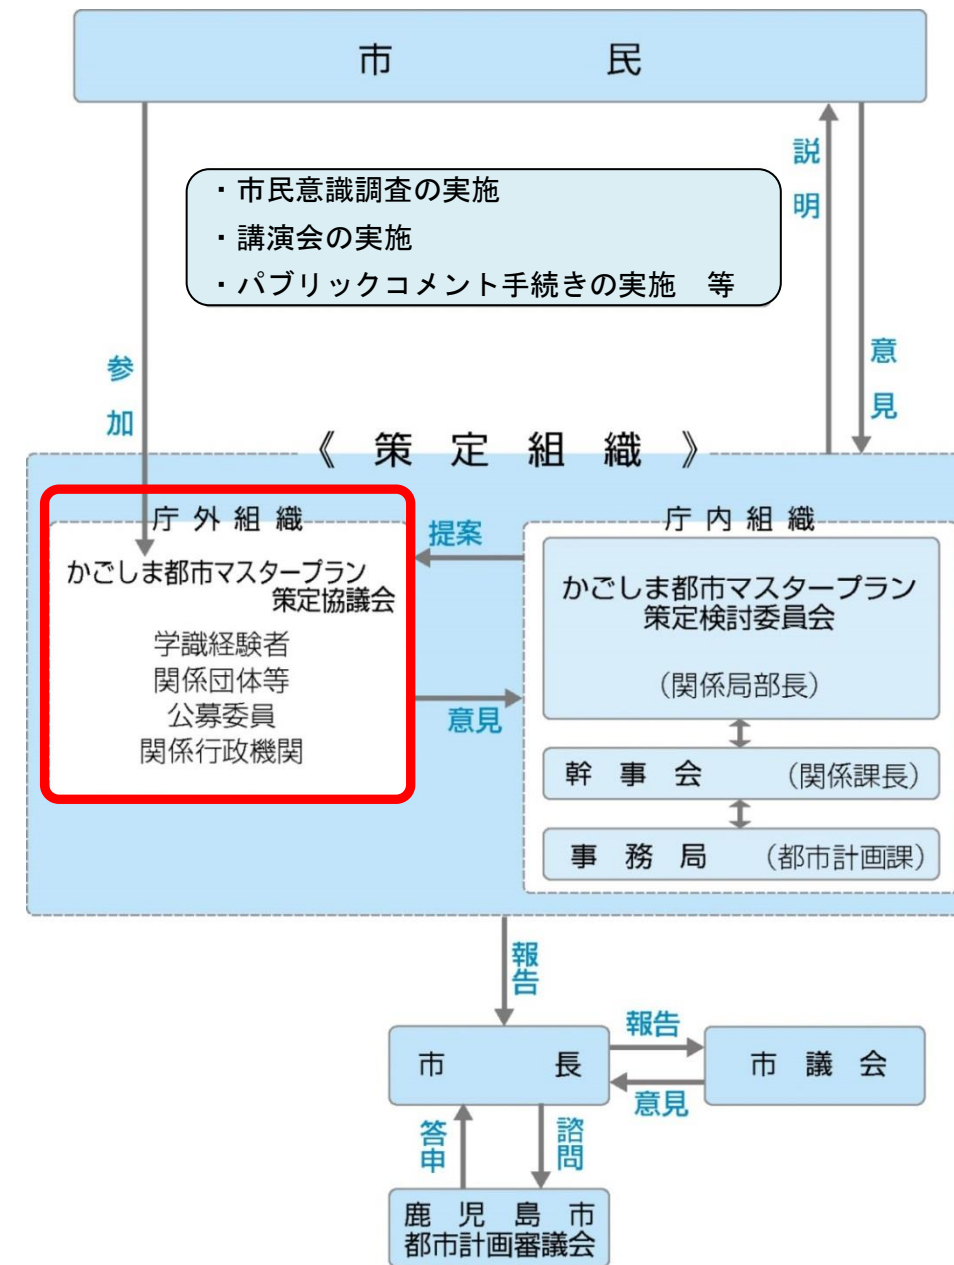 市　　民
説明
・市民意識調査の実施
・講演会の実施
・パブリックコメント手続きの実施　等
参加
意見
《 策 定 組 織 》
庁 外 組 織
かごしま都市マスタープラン
策定協議会
学識経験者
関係団体等
公募委員
関係行政機関
提案
意見
庁 内 組 織
かごしま都市マスタープラン
策定検討委員会
(関係局部長)
幹 事 会 (関係課長)
事 務 局 (都市計画課)
報告
市　　長
報告
意見
市 議 会
答申
諮問
鹿 児 島 市
都市計画審議会